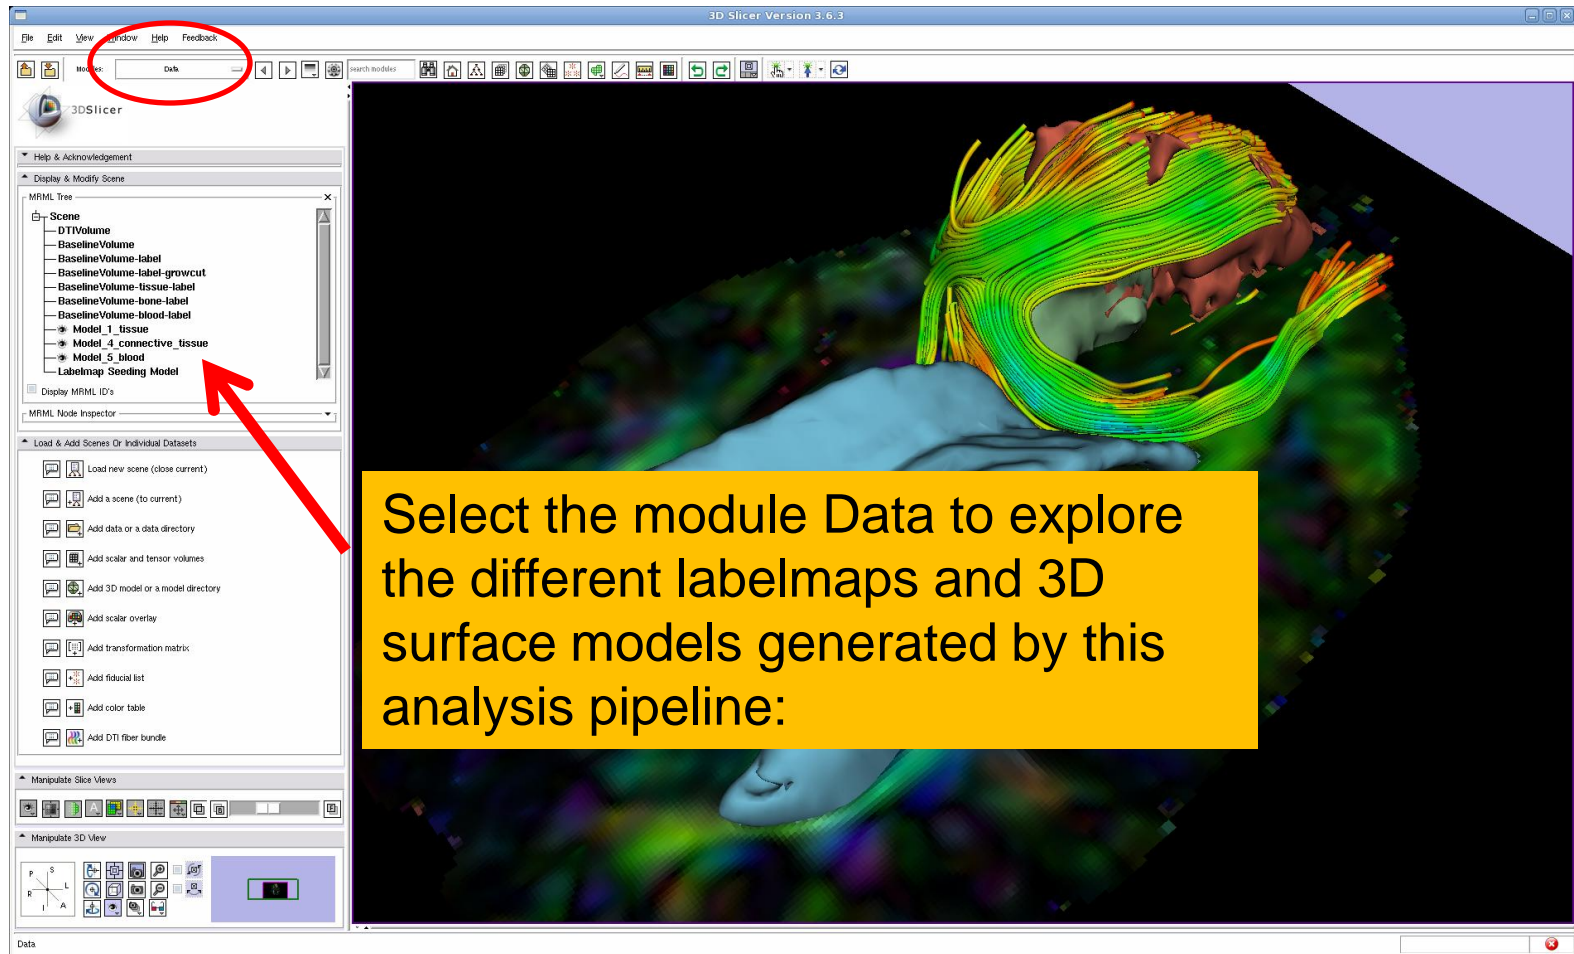 3D Slicer Version 3.6.3
File Edit View Window Help Feedback
Modules: Data search modules
3DSlicer
Help & Acknowledgement
Display & Modify Scene
MRML Tree
Scene
DTIVolume
BaselineVolume
BaselineVolume-label
BaselineVolume-label-growcut
BaselineVolume-tissue-label
BaselineVolume-bone-label
BaselineVolume-blood-label
Model_1_tissue
Model_4_connective_tissue
Model_5_blood
Labelmap Seeding Model
Display MRML ID's
MRML Node Inspector
Load & Add Scenes Or Individual Datasets
Load new scene (close current)
Add a scene (to current)
Add data or a data directory
Add scalar and tensor volumes
Add 3D model or a model directory
Add scalar overlay
Add transformation matrix
Add fiducial list
Add color table
Add DTI fiber bundle
Select the module Data to explore
the different labelmaps and 3D
surface models generated by this
analysis pipeline:
Manipulate Slice Views
Manipulate 3D View
P S
R L
I A
Data